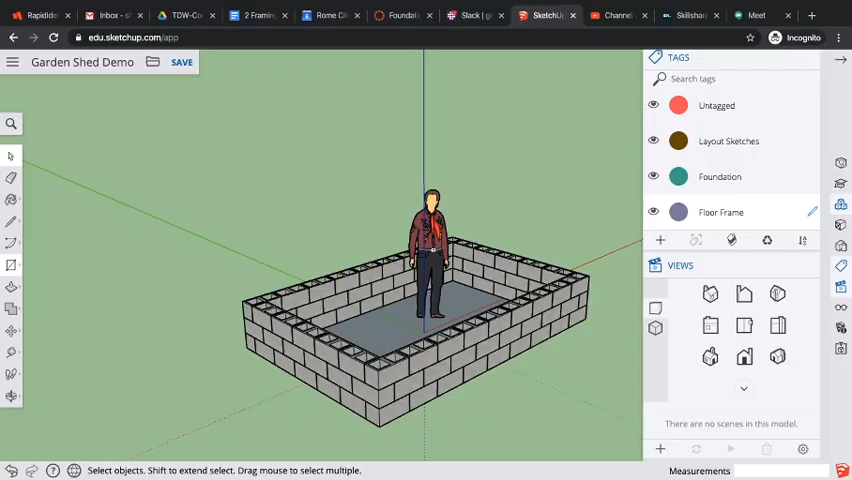 RapidIden
Inbox - s
TDW-Co
2 Framing
Rome Cit
Foundati
Slack | g
SketchU
Channel
Skillshar
Meet
edu.sketchup.com/app
Incognito
Garden Shed Demo
SAVE
TAGS
Search tags
Untagged
Layout Sketches
Foundation
Floor Frame
VIEWS
There are no scenes in this model.
Select objects. Shift to extend select. Drag mouse to select multiple.
Measurements